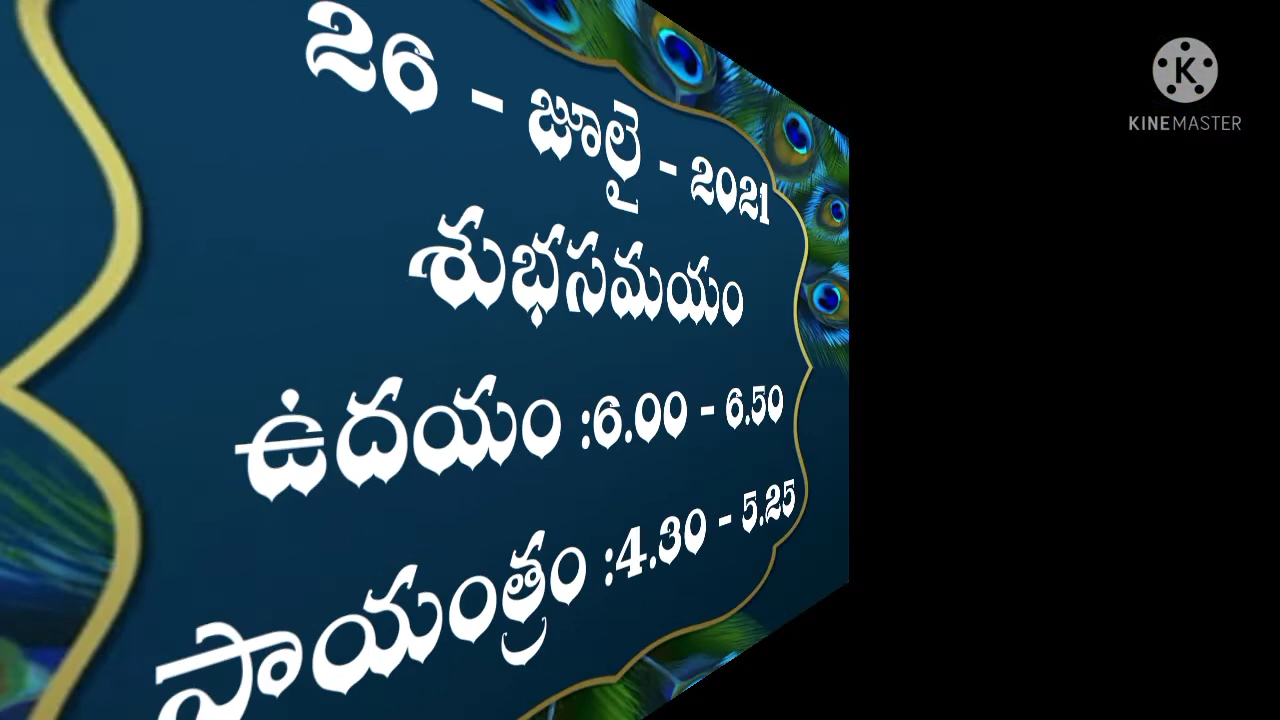 26 - జూలై - 2021
శుభసమయం
ఉదయం :6.00 - 6.50
సాయంత్రం :4.30 - 5.25
KINEMASTER